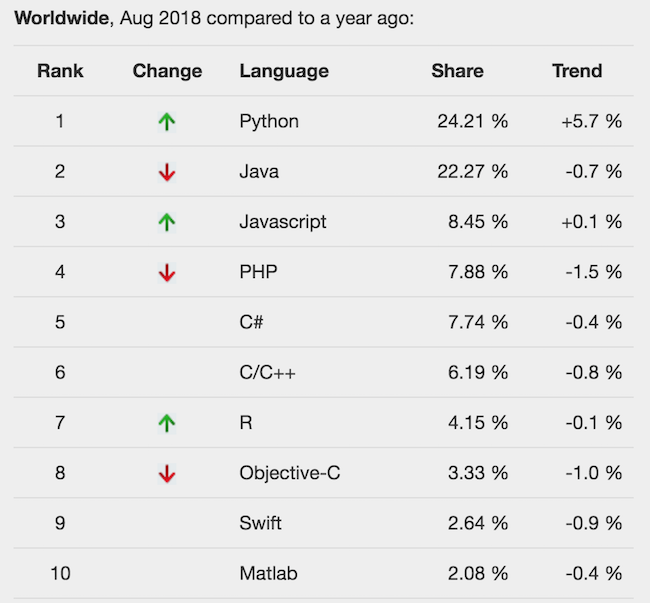 Worldwide, Aug 2018 compared to a year ago:
Rank Change Language Share Trend
1 Python 24.21 % +5.7 %
2 Java 22.27 % -0.7 %
3 Javascript 8.45 % +0.1 %
4 PHP 7.88 % -1.5 %
5 C# 7.74 % -0.4 %
6 C/C++ 6.19 % -0.8 %
7 R 4.15 % -0.1 %
8 Objective-C 3.33 % -1.0 %
9 Swift 2.64 % -0.9 %
10 Matlab 2.08 % -0.4 %